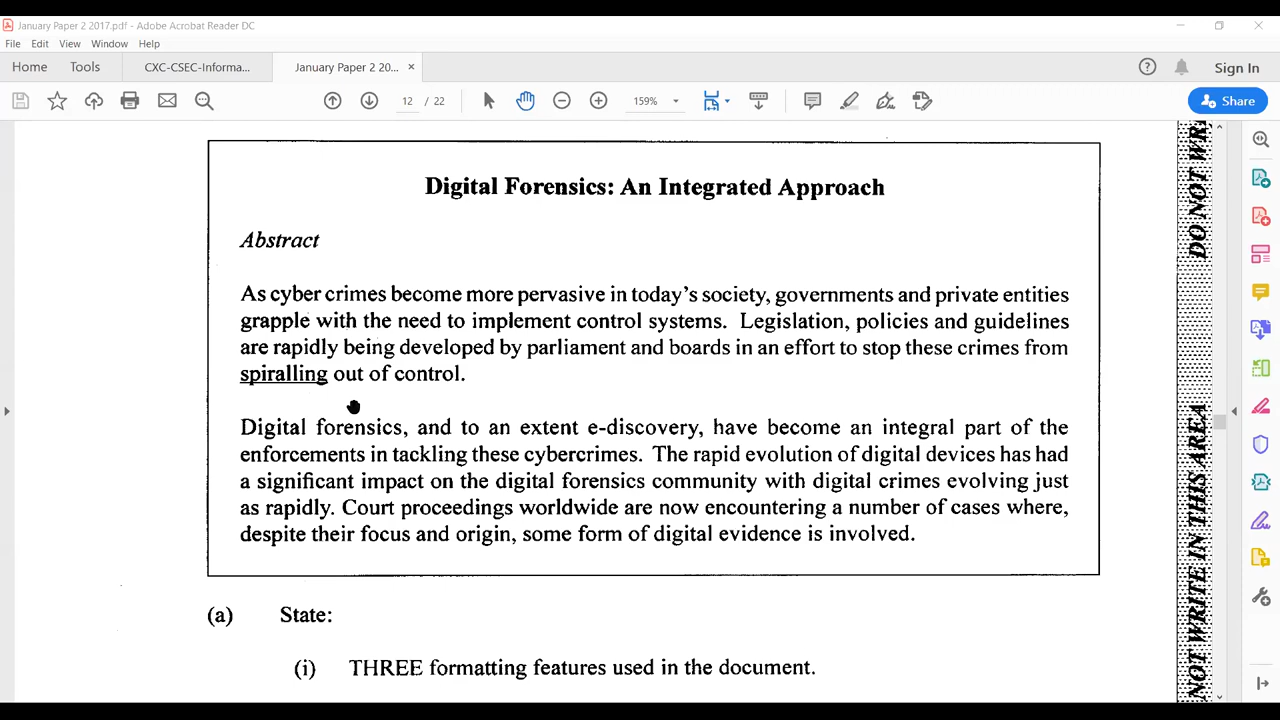 January Paper 2 2017.pdf - Adobe Acrobat Reader DC
File Edit View Window Help
Home Tools CXC-CSEC-Informa... January Paper 2 20... ×
Sign In
12 / 22 159% Share
Digital Forensics: An Integrated Approach
Abstract
As cyber crimes become more pervasive in today's society, governments and private entities
grapple with the need to implement control systems. Legislation, policies and guidelines
are rapidly being developed by parliament and boards in an effort to stop these crimes from
spiralling out of control.
Digital forensics, and to an extent e-discovery, have become an integral part of the
enforcements in tackling these cybercrimes. The rapid evolution of digital devices has had
a significant impact on the digital forensics community with digital crimes evolving just
as rapidly. Court proceedings worldwide are now encountering a number of cases where,
despite their focus and origin, some form of digital evidence is involved.
(a) State:
(i) THREE formatting features used in the document.
DO NOT WR
NOT WRITE IN THIS AREA